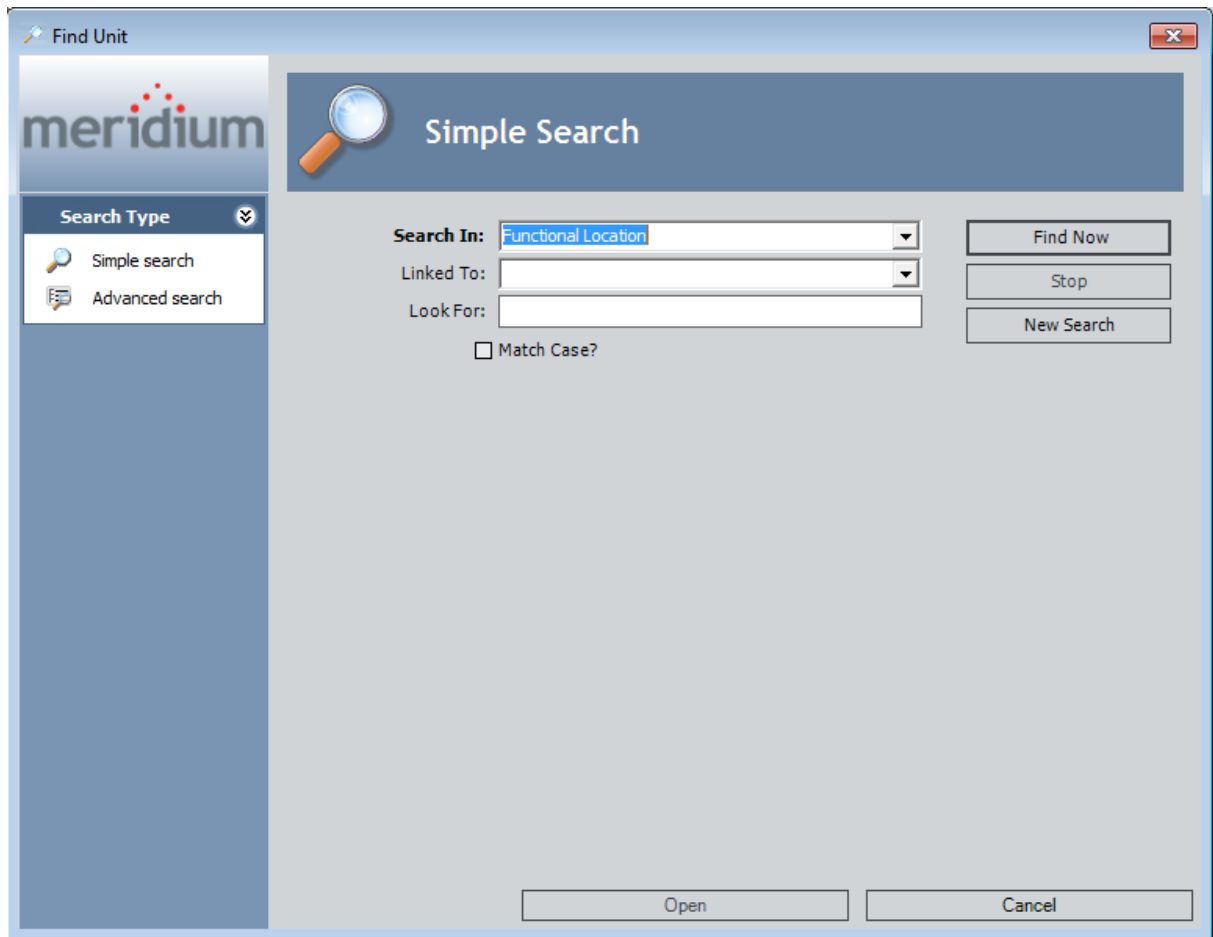 Find Unit
meridium
Simple Search
Search Type
Simple search
Advanced search
Search In: Functional Location
Linked To:
Look For:
Match Case?
Find Now
Stop
New Search
Open
Cancel